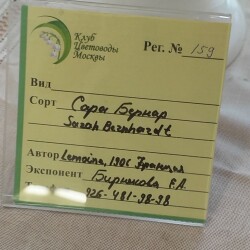 Клуб
Цветоводы
Москвы
Рег. № 159
Вид
Сорт Сара Бернар
Sarah Bernhardt
Автор Lemoine, 1906 Франция
Экспонент Бирюкова Г.А.
926-481-98-98